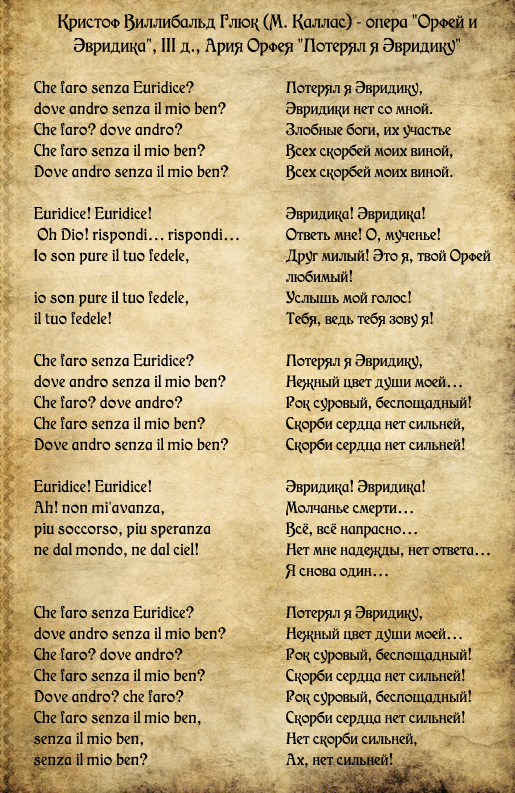 Кристоф Виллибальд Глюк (М. Каллас) - опера "Орфей и
Эвридика", III д., Ария Орфея "Потерял я Эвридику"
Che faro senza Euridice?
dove andro senza il mio ben?
Che faro? dove andro?
Che faro senza il mio ben?
Dove andro senza il mio ben?
Euridice! Euridice!
Oh Dio! rispondi... rispondi...
Io son pure il tuo fedele,
io son pure il tuo fedele,
il tuo fedele!
Che faro senza Euridice?
dove andro senza il mio ben?
Che faro? dove andro?
Che faro senza il mio ben?
Dove andro senza il mio ben?
Euridice! Euridice!
Ah! non mi'avanza,
piu soccorso, piu speranza
ne dal mondo, ne dal ciel!
Che faro senza Euridice?
dove andro senza il mio ben?
Che faro? dove andro?
Che faro senza il mio ben?
Dove andro? che faro?
Che faro senza il mio ben,
senza il mio ben,
senza il mio ben?
Потерял я Эвридику,
Эвридики нет со мной.
Злобные боги, их участье
Всех скорбей моих виной,
Всех скорбей моих виной.
Эвридика! Эвридика!
Ответь мне! О, мученье!
Друг милый! Это я, твой Орфей
любимый!
Услышь мой голос!
Тебя, ведь тебя зову я!
Потерял я Эвридику,
Нежный цвет души моей...
Рок суровый, беспощадный!
Скорби сердца нет сильней,
Скорби сердца нет сильней!
Эвридика! Эвридика!
Молчанье смерти...
Всё, всё напрасно...
Нет мне надежды, нет ответа...
Я снова один...
Потерял я Эвридику,
Нежный цвет души моей...
Рок суровый, беспощадный!
Скорби сердца нет сильней!
Рок суровый, беспощадный!
Скорби сердца нет сильней!
Нет скорби сильней,
Ах, нет сильней!